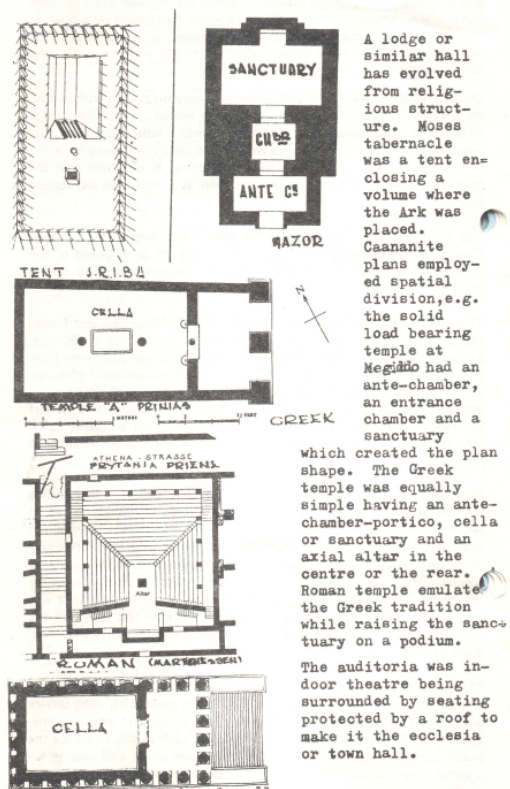 SANCTUARY
CHBR
ANTE CS
MAZOR
TENT J.R.I.B.A
CELLA
N
TEMPLE "A" PRINIAS
METRES
FEET
GREEK
ATHENA - STRASSE
PRYTANIA PRIENE
Altar
ROMAN (MARTIENSSEN)
CELLA
A lodge or
similar hall
has evolved
from relig-
ious struct-
ure. Moses
tabernacle
was a tent en=
closing a
volume where
the Ark was
placed.
Caananite
plans employ-
ed spatial
division,e.g.
the solid
load bearing
temple at
Megiddo had an
ante-chamber,
an entrance
chamber and a
sanctuary
which created the plan
shape. The Greek
temple was equally
simple having an ante-
chamber-portico, cella
or sanctuary and an
axial altar in the
centre or the rear.
Roman temple emulate
the Greek tradition
while raising the sanc-
tuary on a podium.
The auditoria was in-
door theatre being
surrounded by seating
protected by a roof to
make it the ecclesia
or town hall.